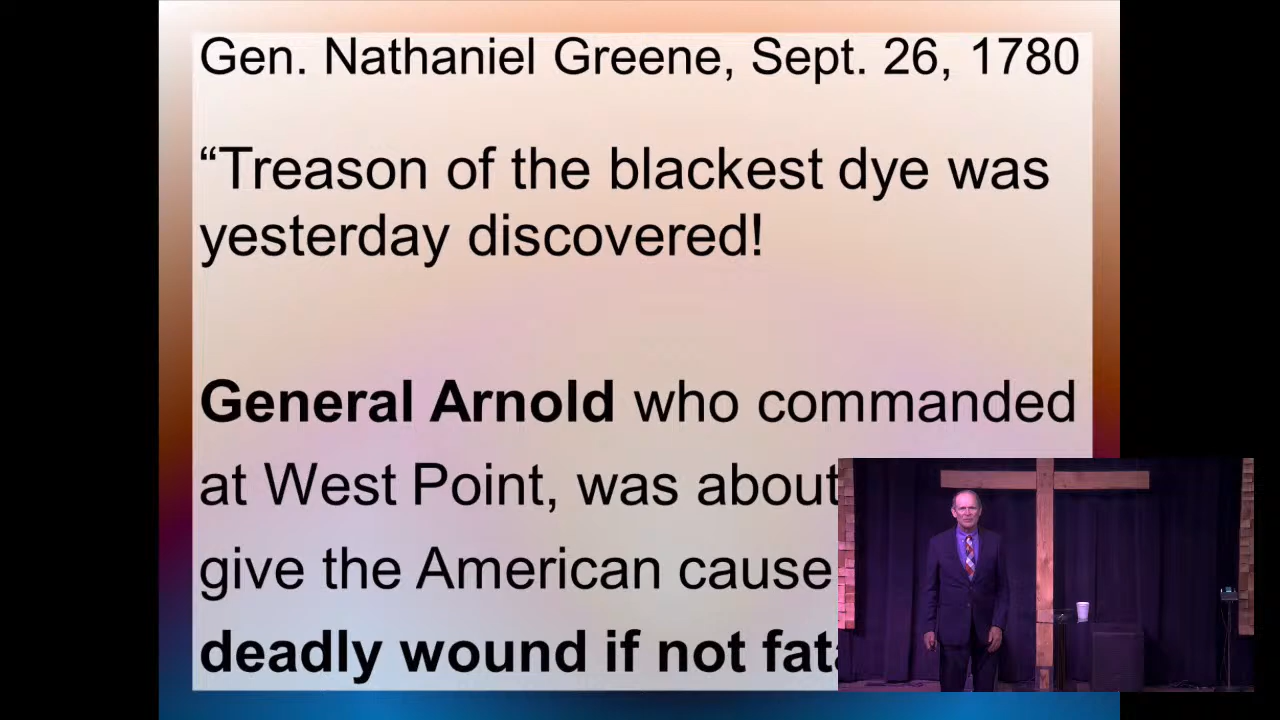 Gen. Nathaniel Greene, Sept. 26, 1780
“Treason of the blackest dye was
yesterday discovered!
General Arnold who commanded
at West Point, was about
give the American cause
deadly wound if not